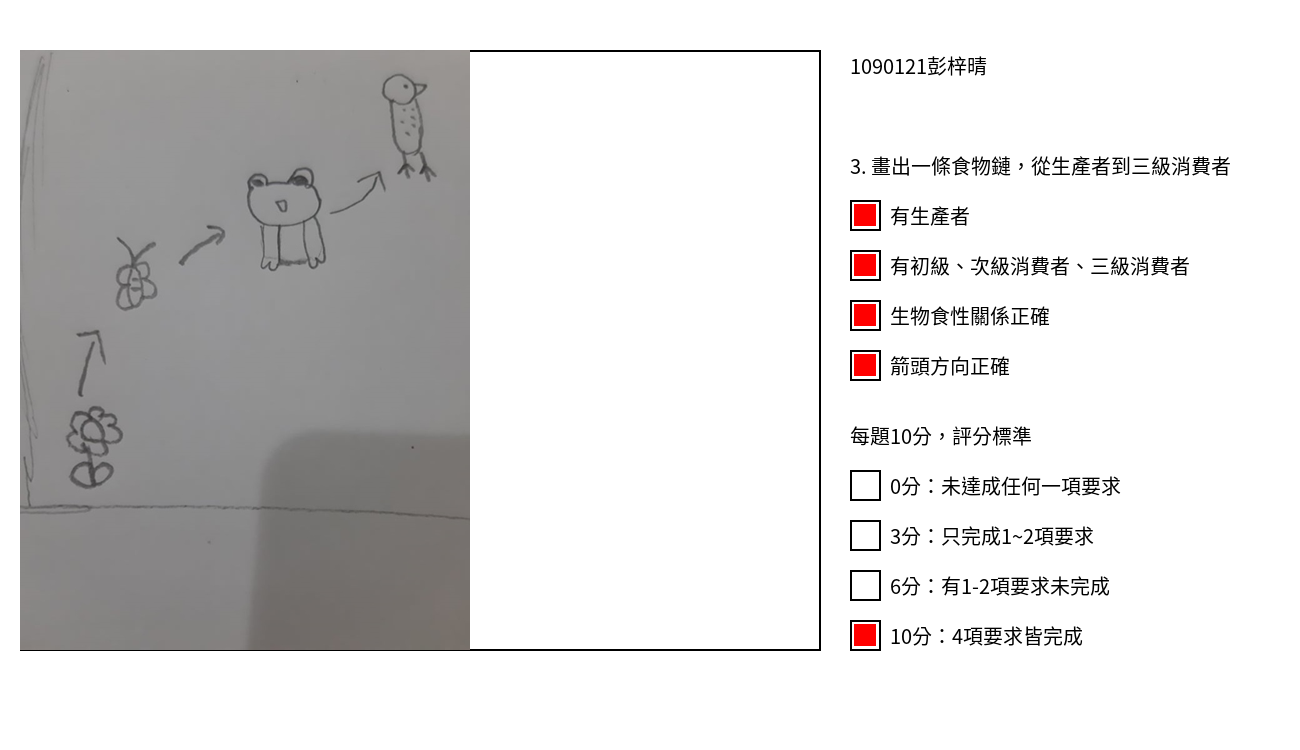 1090121彭梓晴
3. 畫出一條食物鏈，從生產者到三級消費者
有生產者
有初級、次級消費者、三級消費者
生物食性關係正確
箭頭方向正確
每題10分，評分標準
0分：未達成任何一項要求
3分：只完成1~2項要求
6分：有1-2項要求未完成
10分：4項要求皆完成